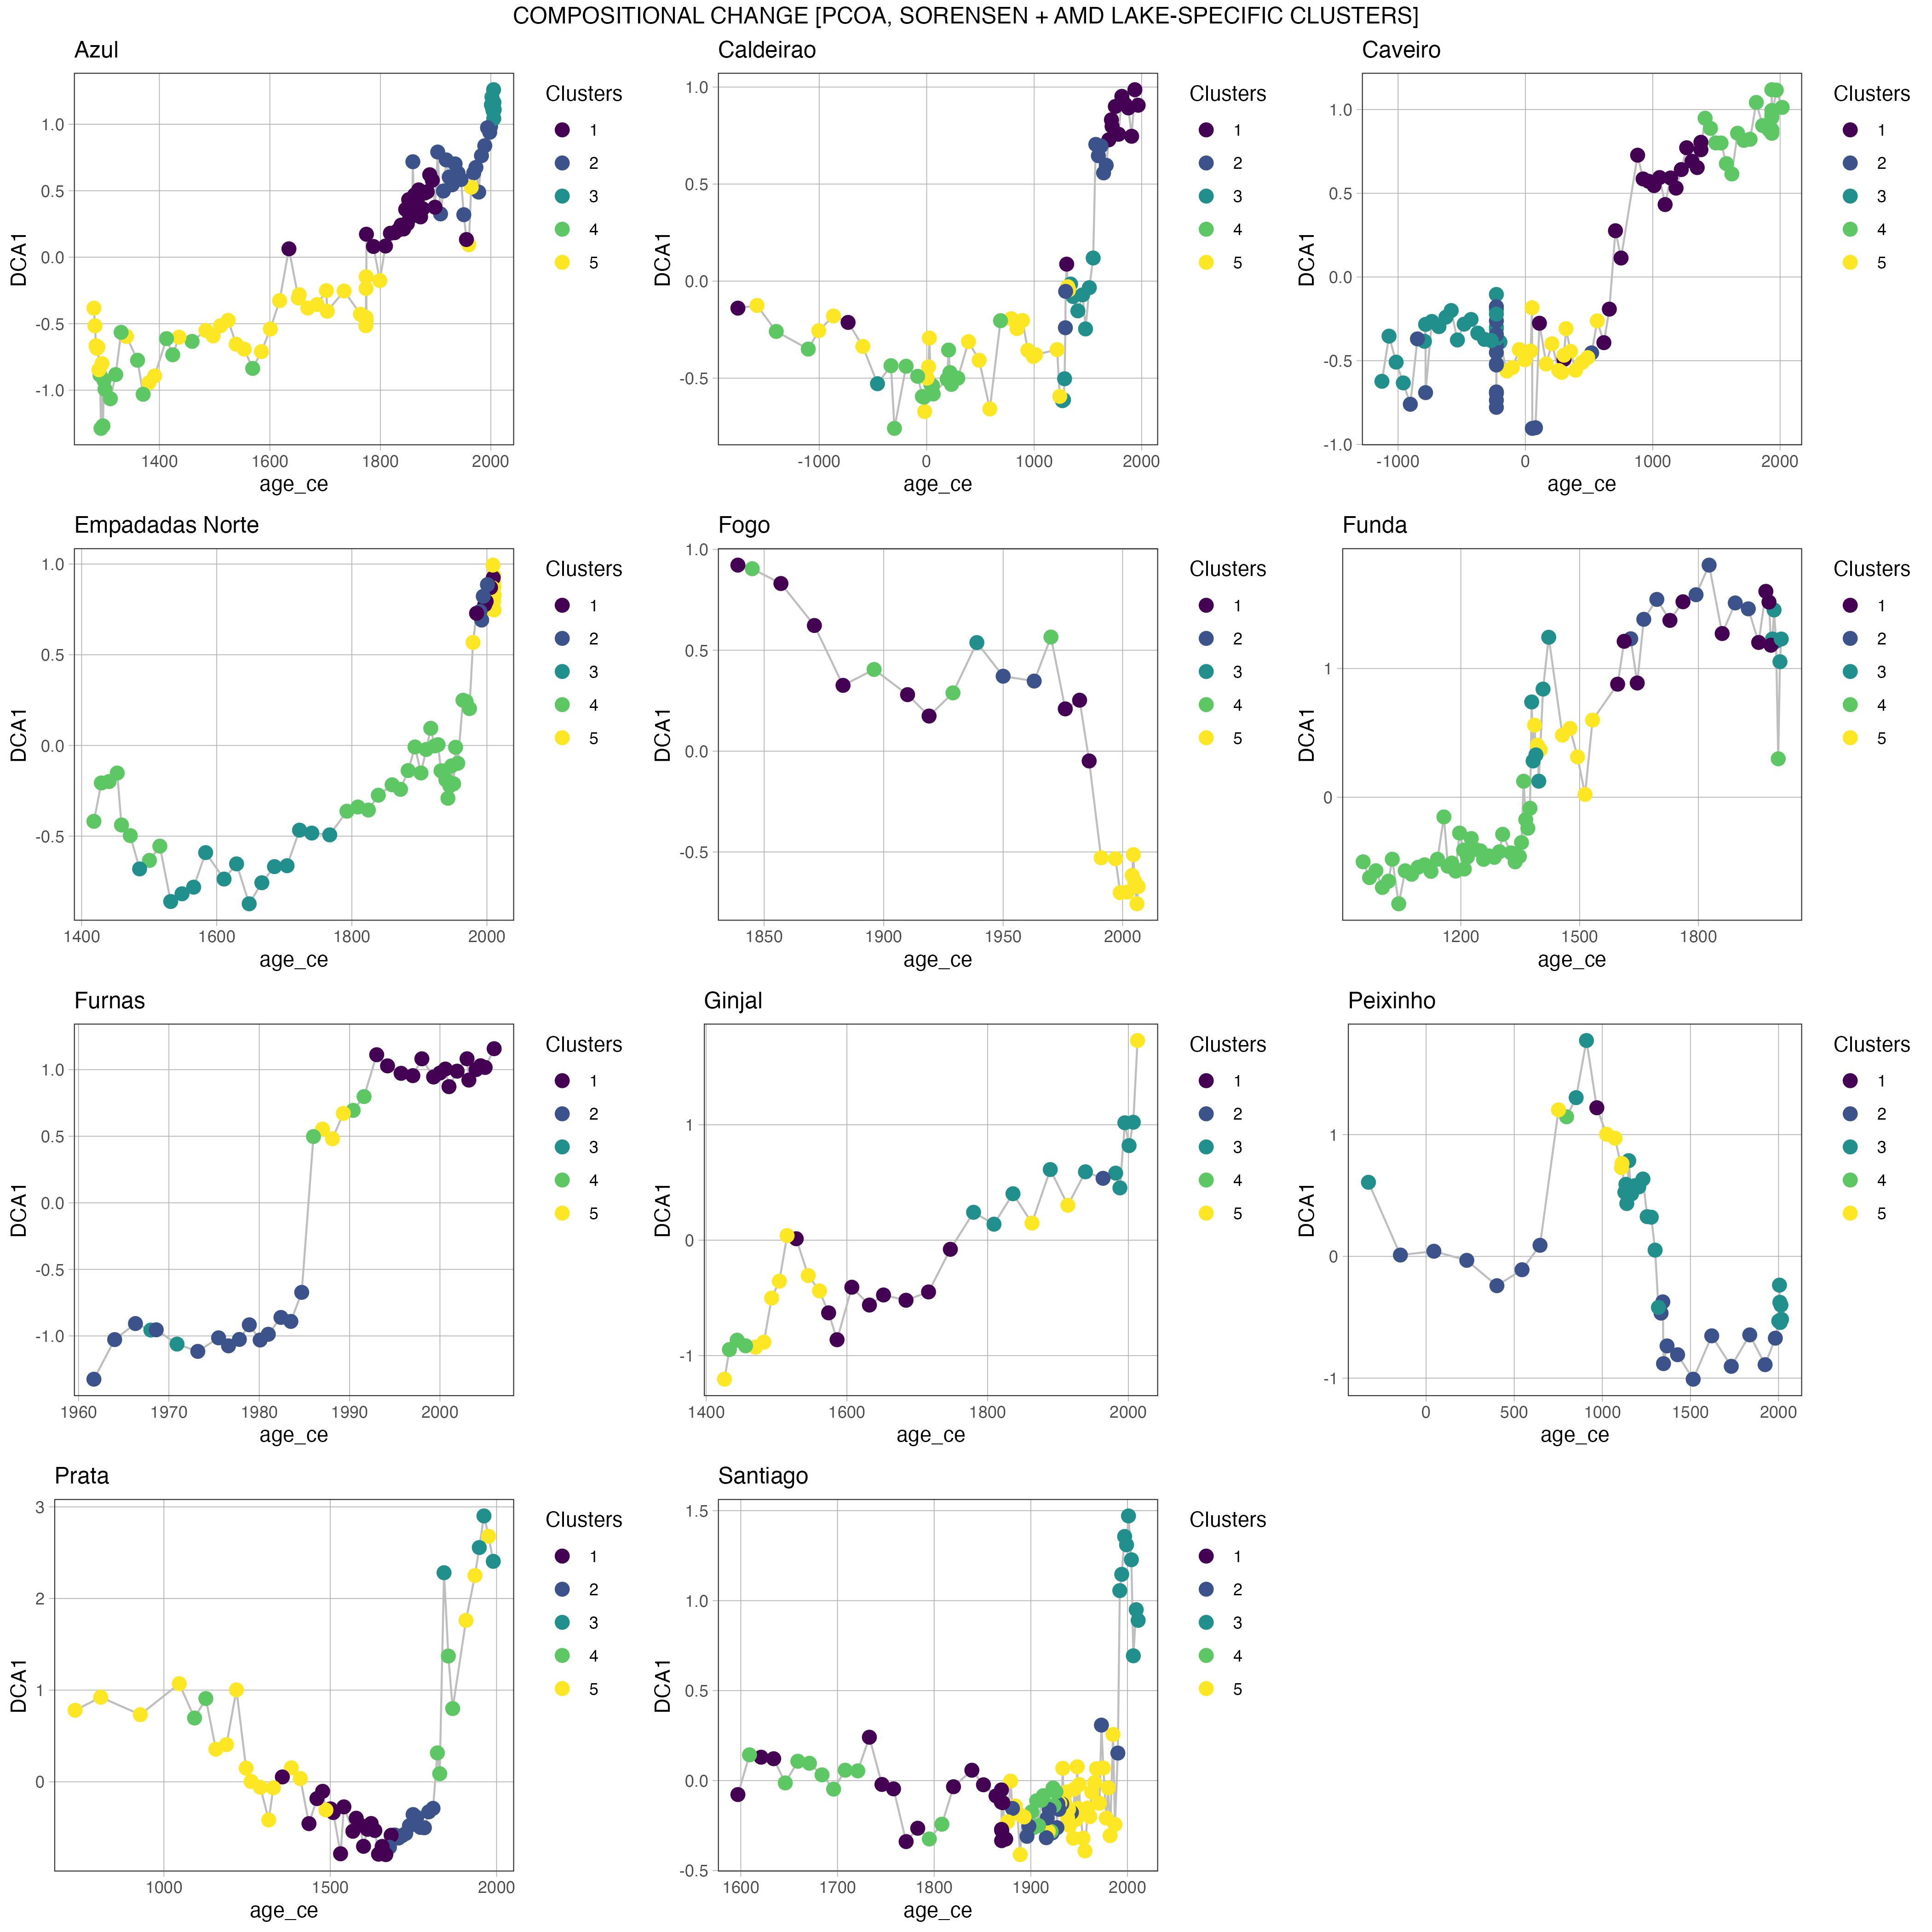 COMPOSITIONAL CHANGE [PCOA, SORENSEN + AMD LAKE-SPECIFIC CLUSTERS]
Azul
1.0
0.5
0.0
-0.5
-1.0
DCA1
1400 1600 1800 2000
age_ce
Clusters
1
2
3
4
5
Caldeirao
1.0
0.5
0.0
-0.5
DCA1
-1000 0 1000 2000
age_ce
Clusters
1
2
3
4
5
Caveiro
1.0
0.5
0.0
-0.5
-1.0
DCA1
-1000 0 1000 2000
age_ce
Clusters
1
2
3
4
5
Empadadas Norte
1.0
0.5
0.0
-0.5
DCA1
1400 1600 1800 2000
age_ce
Clusters
1
2
3
4
5
Fogo
1.0
0.5
0.0
-0.5
DCA1
1850 1900 1950 2000
age_ce
Clusters
1
2
3
4
5
Funda
1
0
DCA1
1200 1500 1800
age_ce
Clusters
1
2
3
4
5
Furnas
1.0
0.5
0.0
-0.5
-1.0
DCA1
1960 1970 1980 1990 2000
age_ce
Clusters
1
2
3
4
5
Ginjal
1
0
-1
DCA1
1400 1600 1800 2000
age_ce
Clusters
1
2
3
4
5
Peixinho
1
0
-1
DCA1
0 500 1000 1500 2000
age_ce
Clusters
1
2
3
4
5
Prata
3
2
1
0
DCA1
1000 1500 2000
age_ce
Clusters
1
2
3
4
5
Santiago
1.5
1.0
0.5
0.0
-0.5
DCA1
1600 1700 1800 1900 2000
age_ce
Clusters
1
2
3
4
5